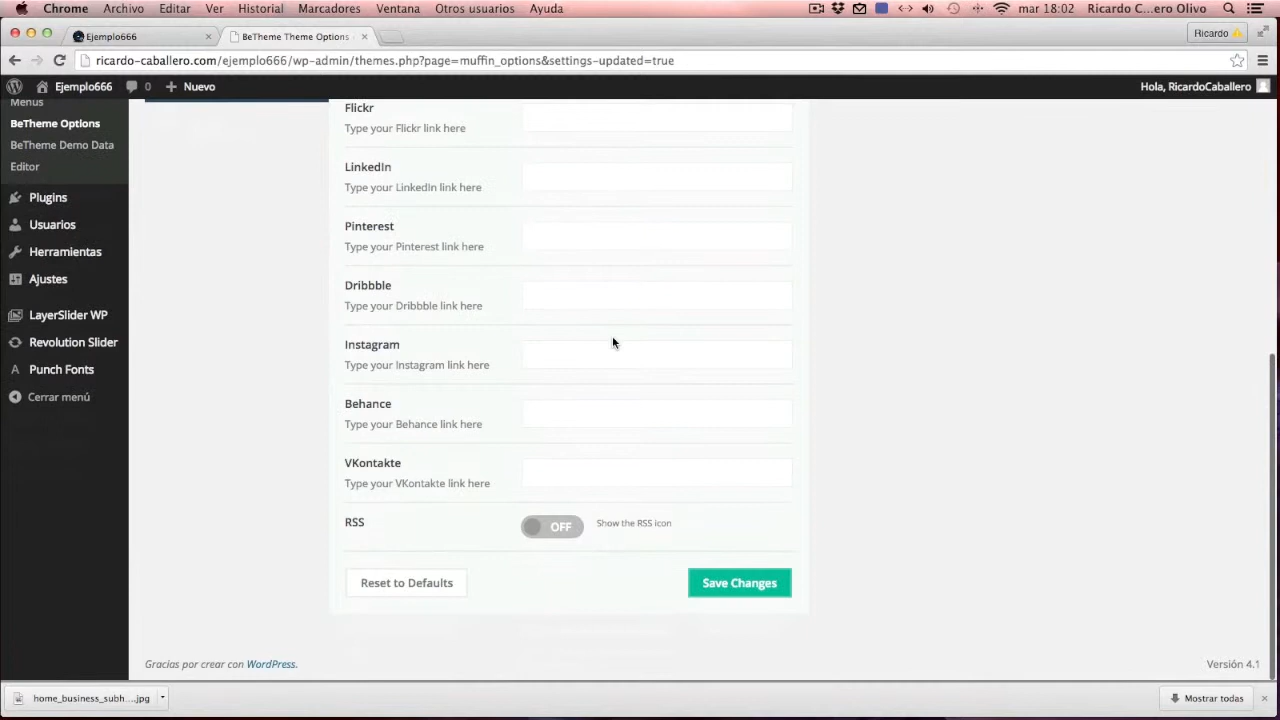 Chrome Archivo Editar Ver Historial Marcadores Ventana Otros usuarios Ayuda mar 18:02 Ricardo C...ero Olivo
Ejemplo666 BeTheme Theme Options Ricardo
ricardo-caballero.com/ejemplo666/wp-admin/themes.php?page=muffin_options&settings-updated=true
Ejemplo666 0 Nuevo Hola, RicardoCaballero
Menus
BeTheme Options
BeTheme Demo Data
Editor
Plugins
Usuarios
Herramientas
Ajustes
LayerSlider WP
Revolution Slider
Punch Fonts
Cerrar menú
Flickr
Type your Flickr link here
LinkedIn
Type your LinkedIn link here
Pinterest
Type your Pinterest link here
Dribbble
Type your Dribbble link here
Instagram
Type your Instagram link here
Behance
Type your Behance link here
VKontakte
Type your VKontakte link here
RSS OFF Show the RSS icon
Reset to Defaults Save Changes
Gracias por crear con WordPress. Versión 4.1
home_business_subh....jpg Mostrar todas